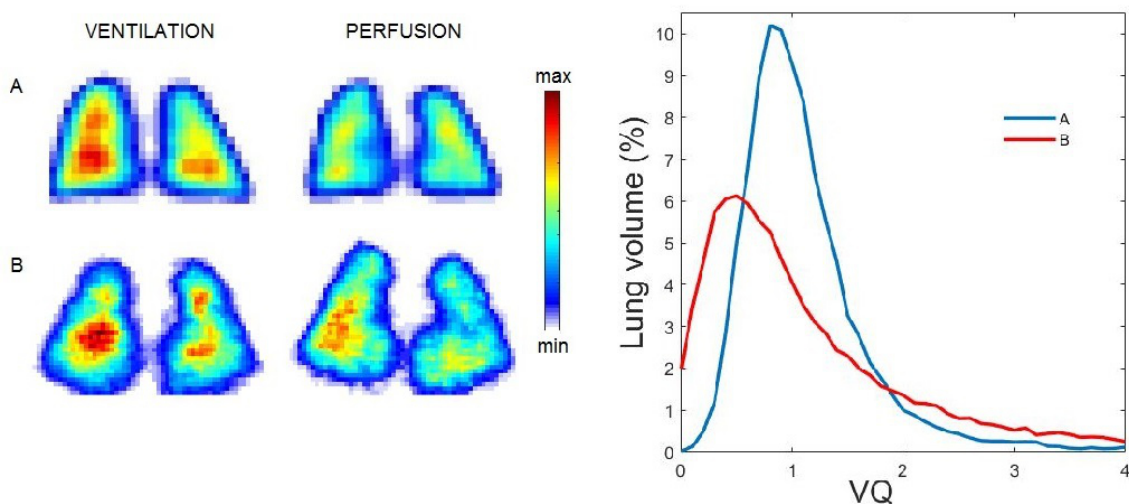 VENTILATION PERFUSION
A
max
B
min
10
9
8
7
6
5
4
3
2
1
0
Lung volume (%)
A
B
0 1 2 3 4
VQ